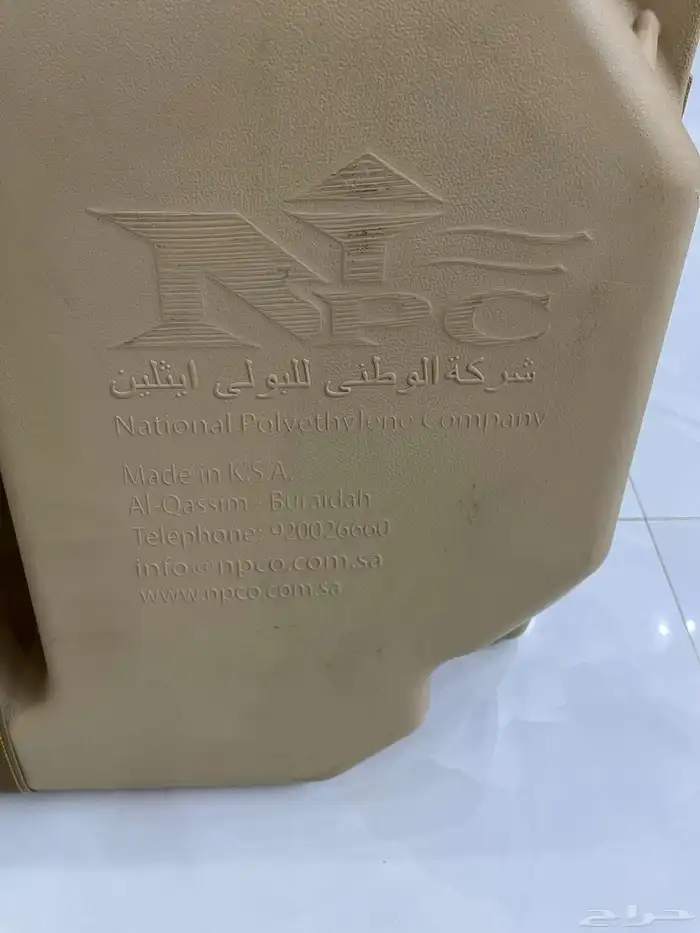 NPC
شركة الوطنى للبولي ايثلين
National Polyethylene Company
Made in K.S.A.
Al-Qassim Buraidah
Telephone: 920026660
info@npco.com.sa
www.npco.com.sa
حراج